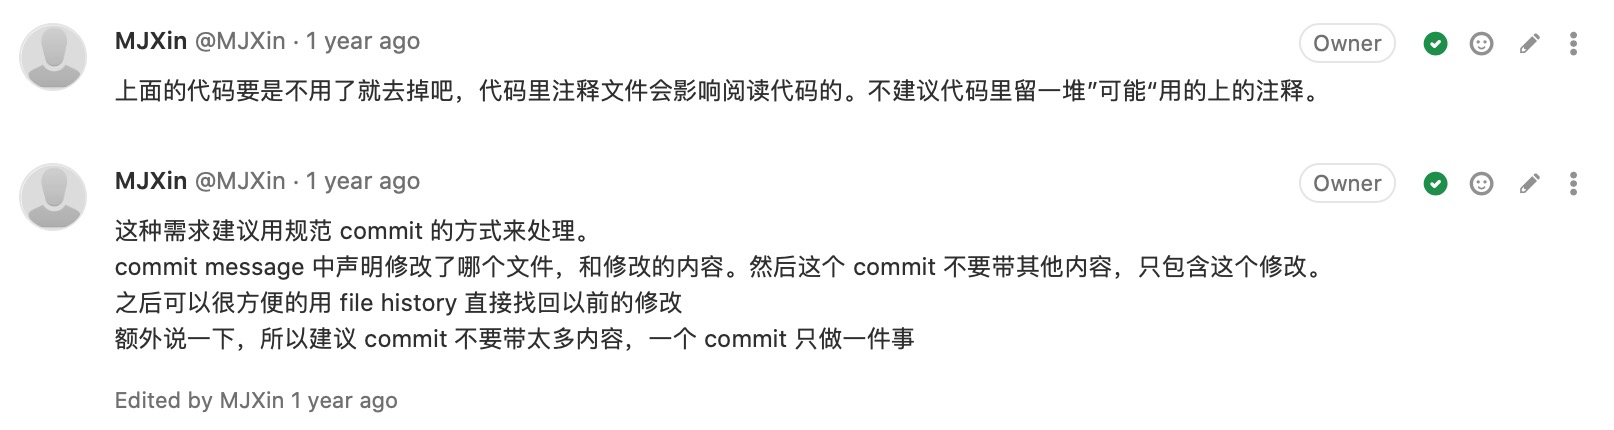 MJXin @MJXin · 1 year ago
Owner
上面的代码要是不用了就去掉吧，代码里注释文件会影响阅读代码的。不建议代码里留一堆”可能“用的上的注释。
MJXin @MJXin · 1 year ago
Owner
这种需求建议用规范 commit 的方式来处理。
commit message 中声明修改了哪个文件，和修改的内容。然后这个 commit 不要带其他内容，只包含这个修改。
之后可以很方便的用 file history 直接找回以前的修改
额外说一下，所以建议 commit 不要带太多内容，一个 commit 只做一件事
Edited by MJXin 1 year ago